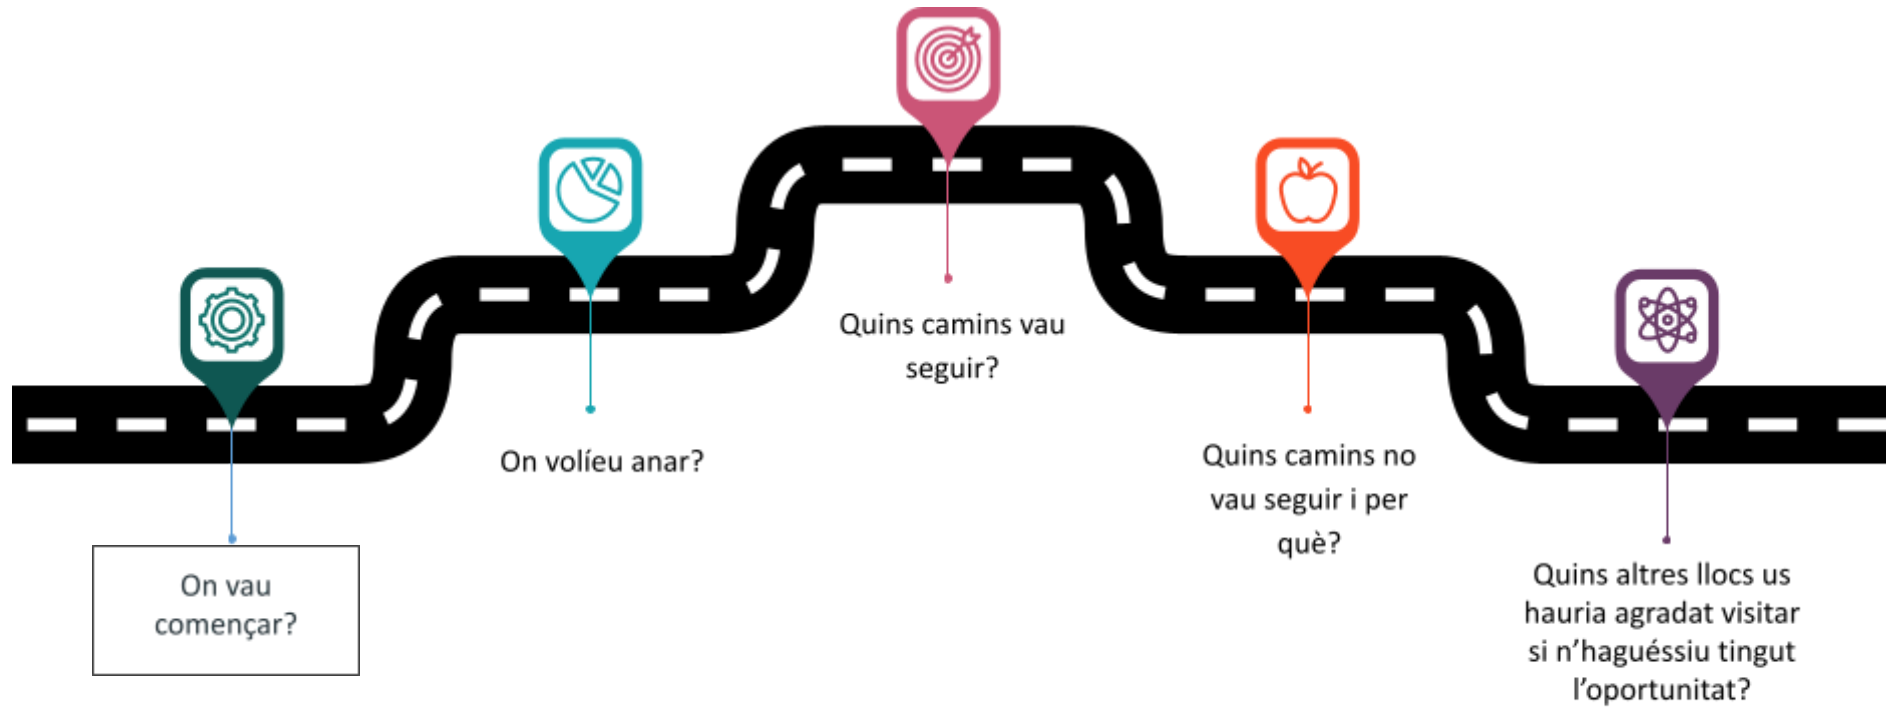 On vau
començar?
On volíeu anar?
Quins camins vau
seguir?
Quins camins no
vau seguir i per
què?
Quins altres llocs us
hauria agradat visitar
si n’haguéssiu tingut
l’oportunitat?